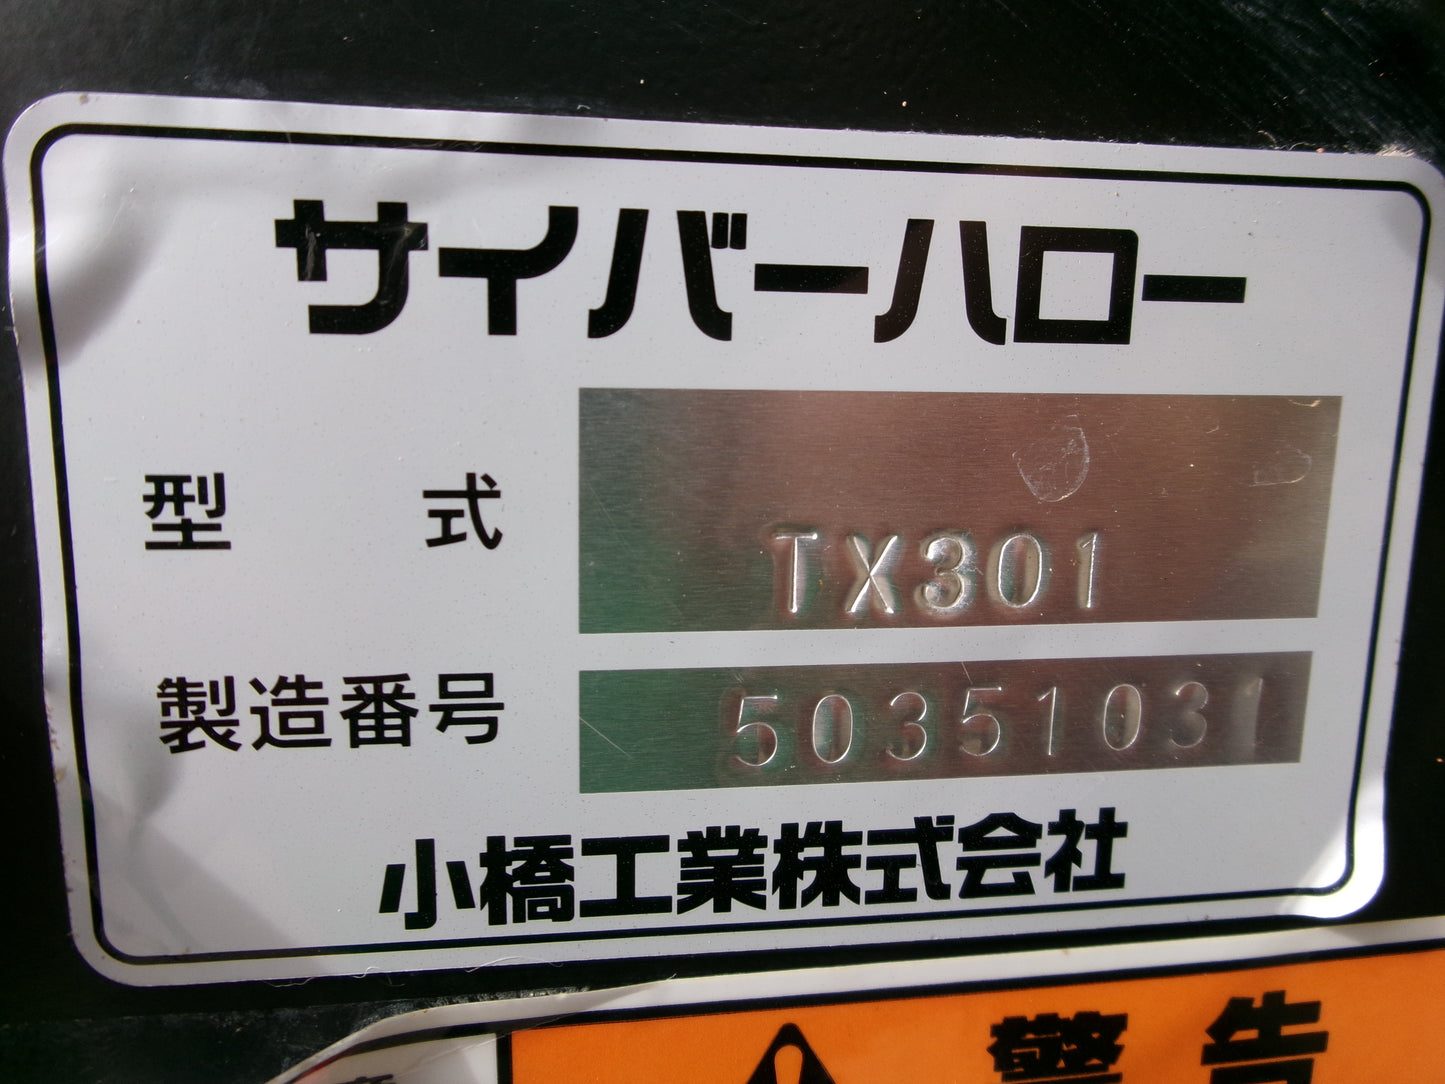 サイバーハロー
型式 TX301
製造番号 50351031
小橋工業株式会社
警告